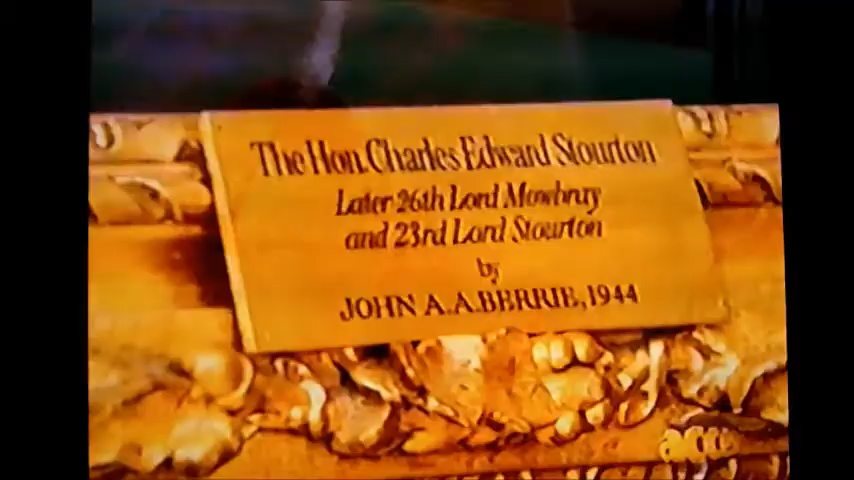 The Hon. Charles Edward Stourton
Later 26th Lord Mowbray
and 23rd Lord Stourton
by
JOHN A.A.BERRIE, 1944